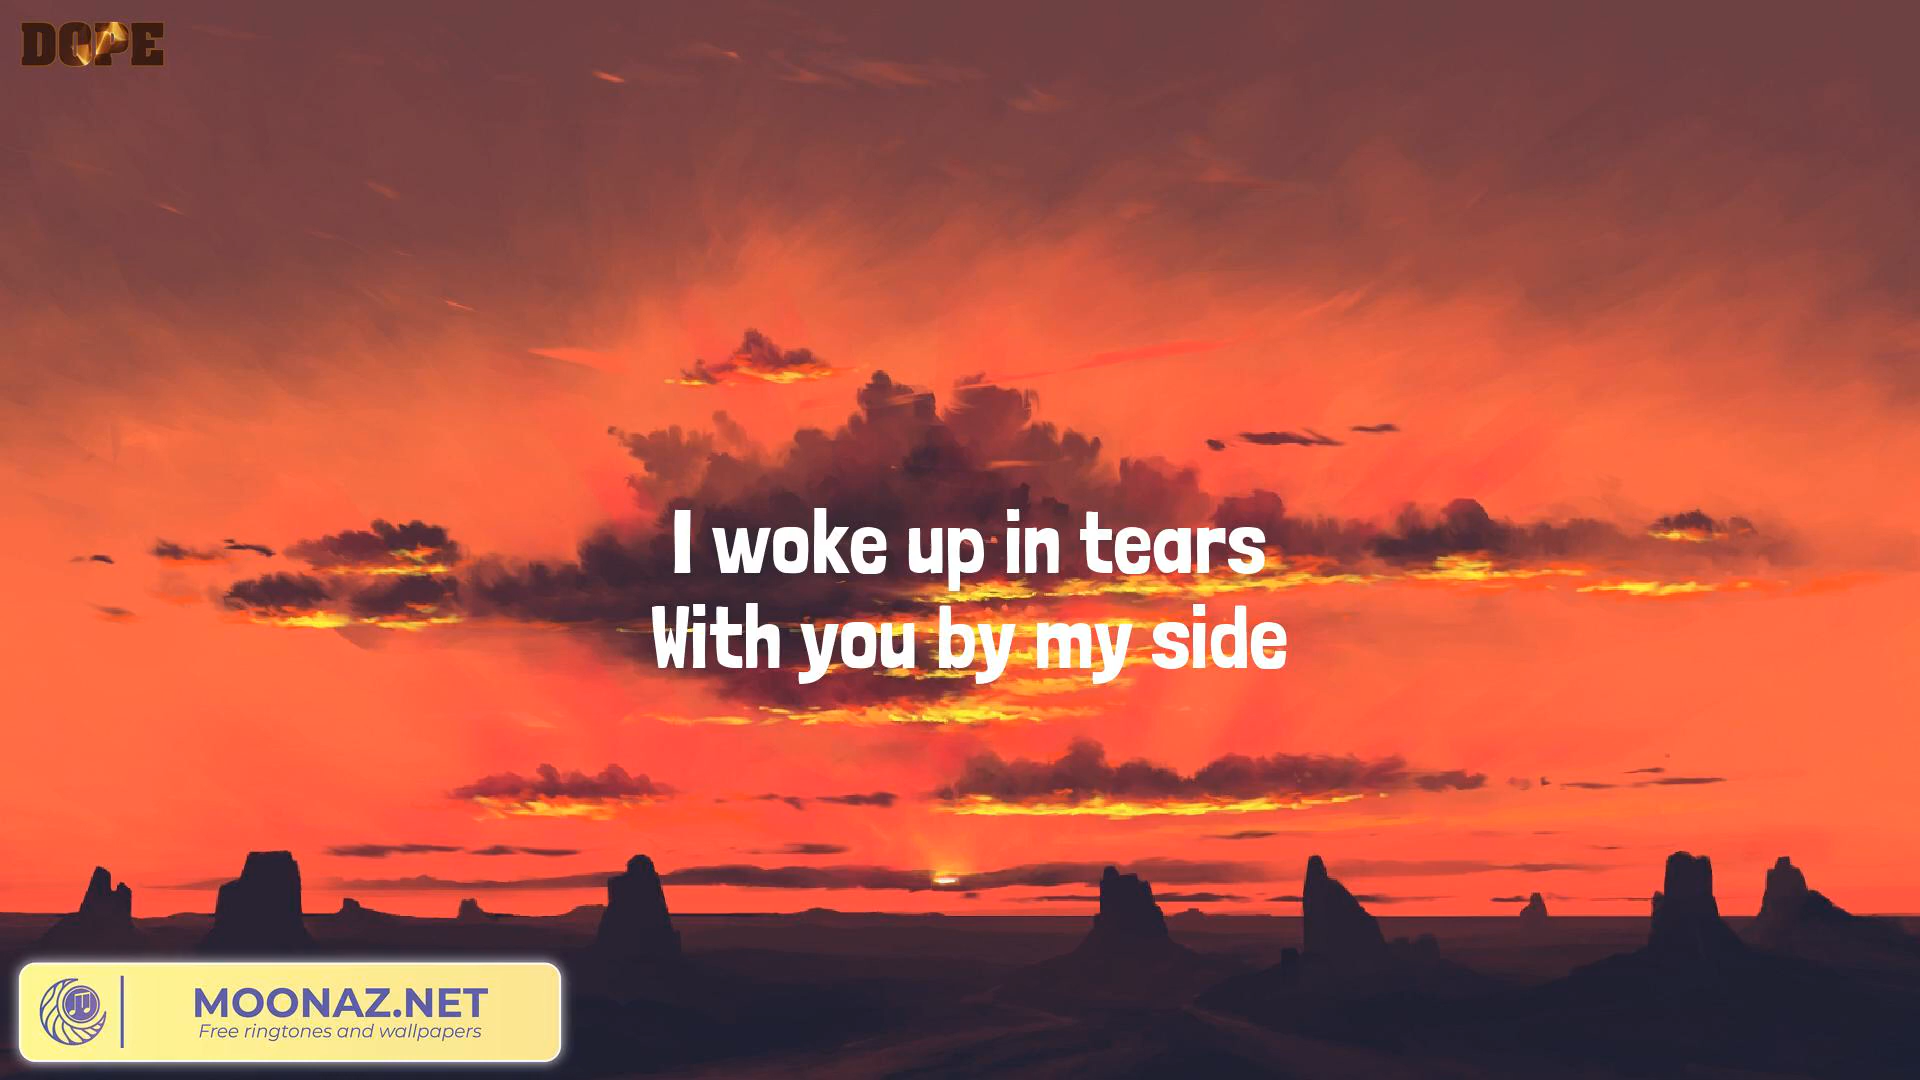 DOPE
I woke up in tears
With you by my side
MOONAZ.NET
Free ringtones and wallpapers